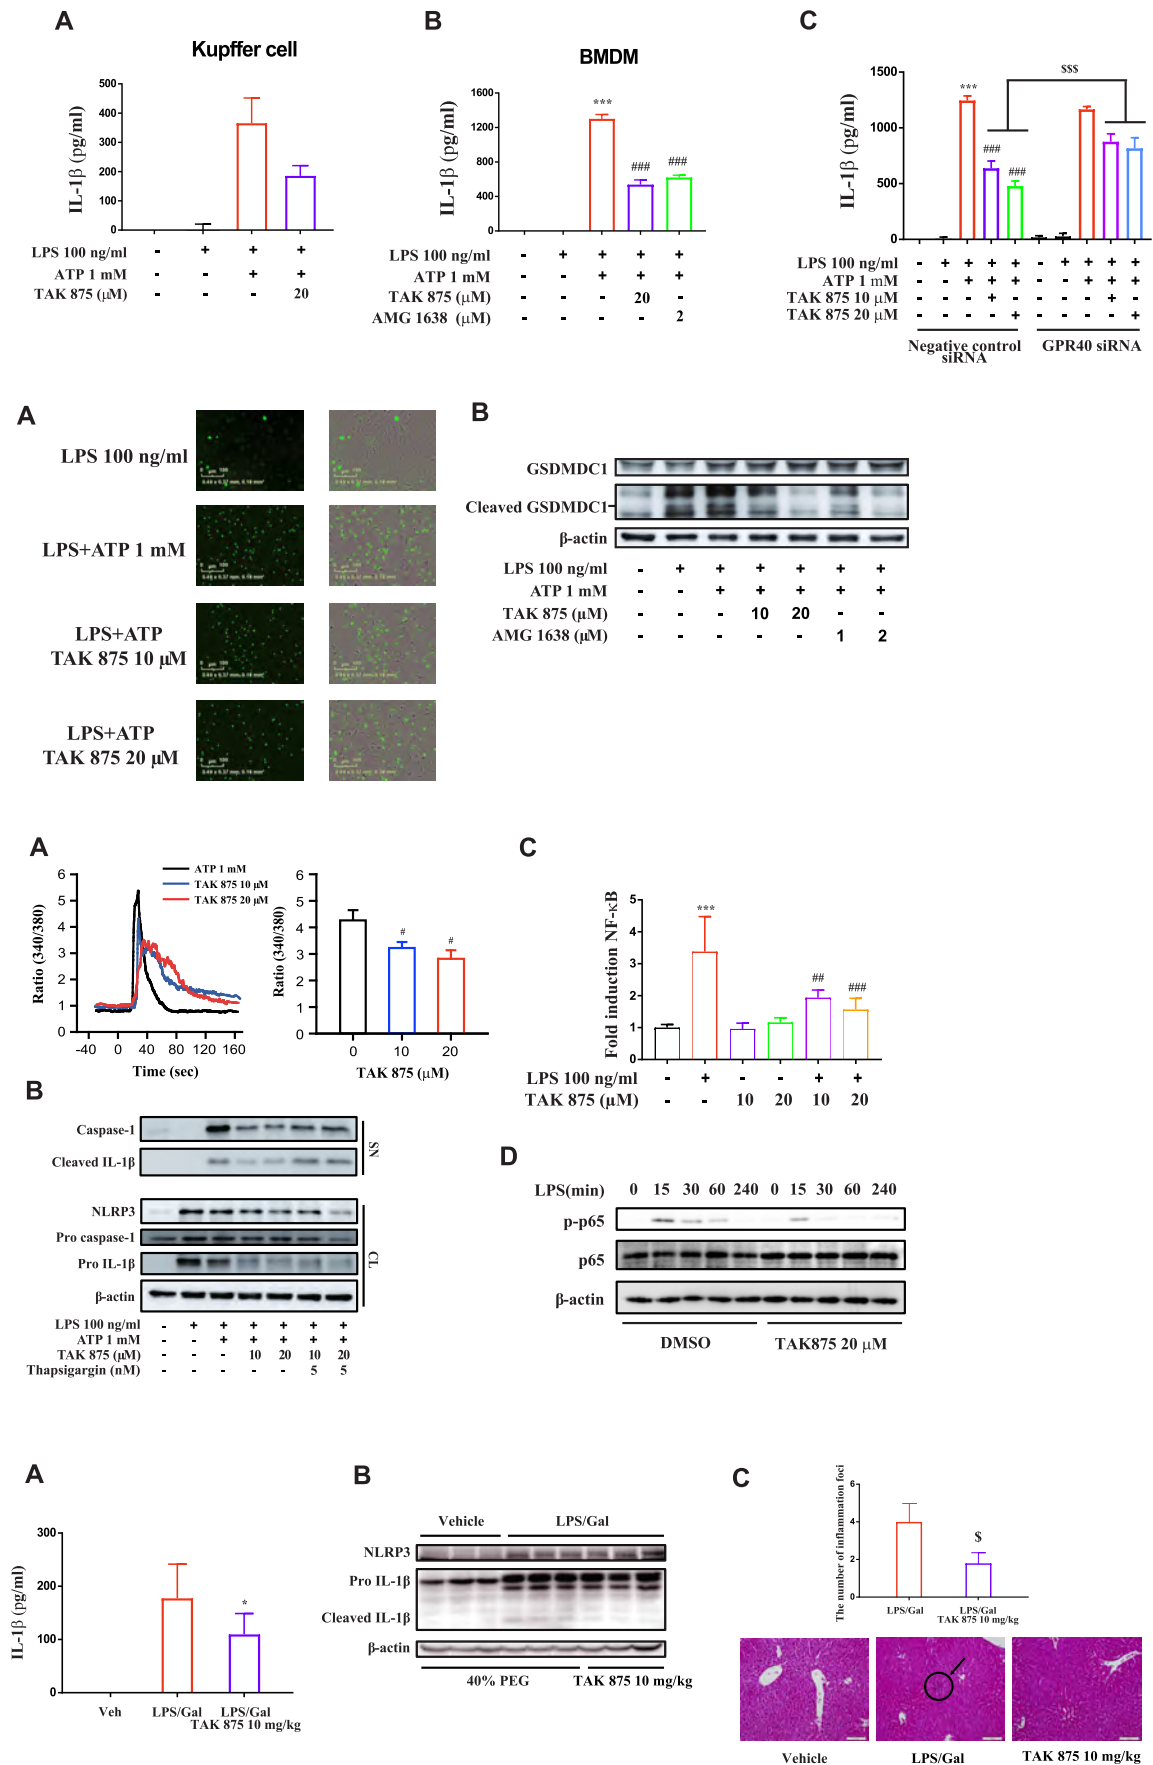 A
Kupffer cell
IL-1β (pg/ml)
500
400
300
200
100
0
LPS 100 ng/ml - + + +
ATP 1 mM - - + +
TAK 875 (μM) - - - 20
B
BMDM
IL-1β (pg/ml)
1600
1200
800
400
0
*** ### ###
LPS 100 ng/ml - + + + +
ATP 1 mM - - + + +
TAK 875 (μM) - - - 20 -
AMG 1638 (μM) - - - - 2
C
IL-1β (pg/ml)
1500
1000
500
0
$$$
*** ### ###
LPS 100 ng/ml - + + + + - + + + +
ATP 1 mM - - + + + - - + + +
TAK 875 10 μM - - - + - - - - + -
TAK 875 20 μM - - - - + - - - - +
Negative control
siRNA
GPR40 siRNA
A
LPS 100 ng/ml
LPS+ATP 1 mM
LPS+ATP
TAK 875 10 μM
LPS+ATP
TAK 875 20 μM
B
GSDMDC1
Cleaved GSDMDC1
β-actin
LPS 100 ng/ml - + + + + + +
ATP 1 mM - - + + + + +
TAK 875 (μM) - - - 10 20 - -
AMG 1638 (μM) - - - - - 1 2
A
Ratio (340/380)
6
5
4
3
2
1
0
-40 0 40 80 120 160
Time (sec)
ATP 1 mM
TAK 875 10 μM
TAK 875 20 μM
Ratio (340/380)
6
5
4
3
2
1
0
# #
0 10 20
TAK 875 (μM)
C
Fold induction NF-κB
5
4
3
2
1
0
*** ## ###
LPS 100 ng/ml - + - - + +
TAK 875 (μM) - - 10 20 10 20
B
Caspase-1
Cleaved IL-1β
SN
NLRP3
Pro caspase-1
Pro IL-1β
β-actin
CL
LPS 100 ng/ml - + + + + + +
ATP 1 mM - - + + + + +
TAK 875 (μM) - - - 10 20 10 20
Thapsigargin (nM) - - - - - 5 5
D
LPS(min) 0 15 30 60 240 0 15 30 60 240
p-p65
p65
β-actin
DMSO
TAK875 20 μM
A
IL-1β (pg/ml)
300
200
100
0
*
Veh LPS/Gal LPS/Gal
TAK 875 10 mg/kg
B
Vehicle LPS/Gal
NLRP3
Pro IL-1β
Cleaved IL-1β
β-actin
40% PEG TAK 875 10 mg/kg
C
The number of inflammation foci
6
4
2
0
$
LPS/Gal LPS/Gal
TAK 875 10 mg/kg
Vehicle LPS/Gal TAK 875 10 mg/kg